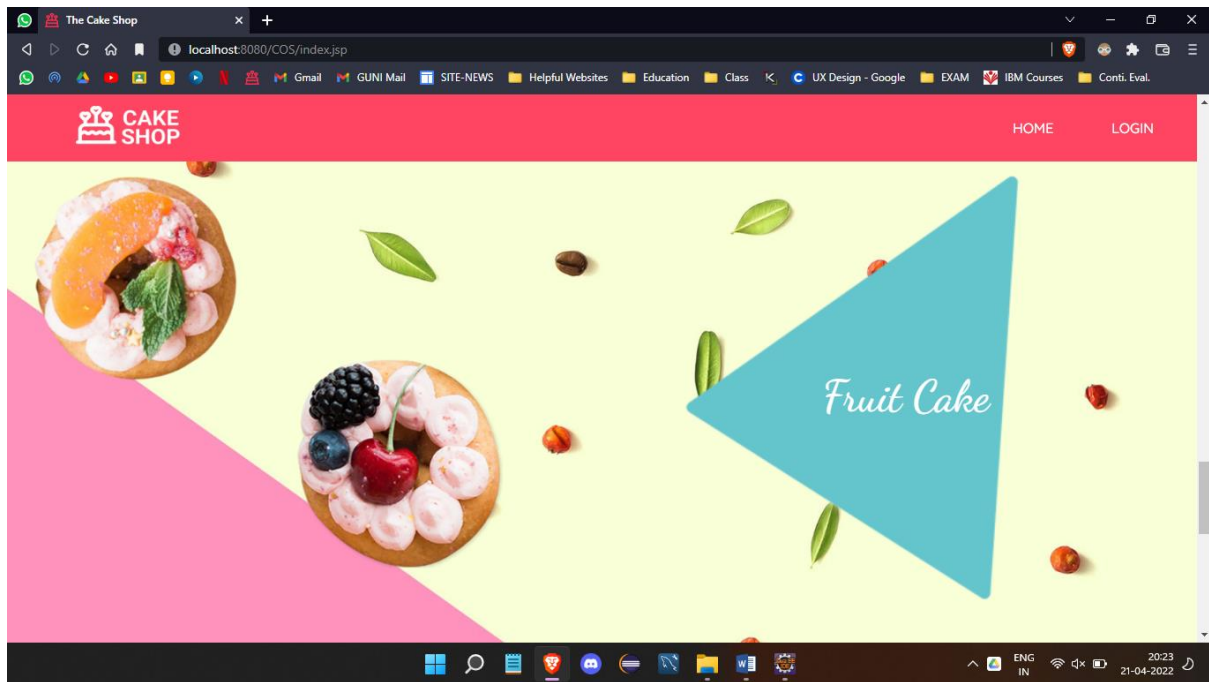 The Cake Shop
localhost:8080/COS/index.jsp
Gmail
GUNI Mail
SITE-NEWS
Helpful Websites
Education
Class
UX Design - Google
EXAM
IBM Courses
Conti. Eval.
CAKE
SHOP
HOME
LOGIN
Fruit Cake
ENG
IN
20:23
21-04-2022